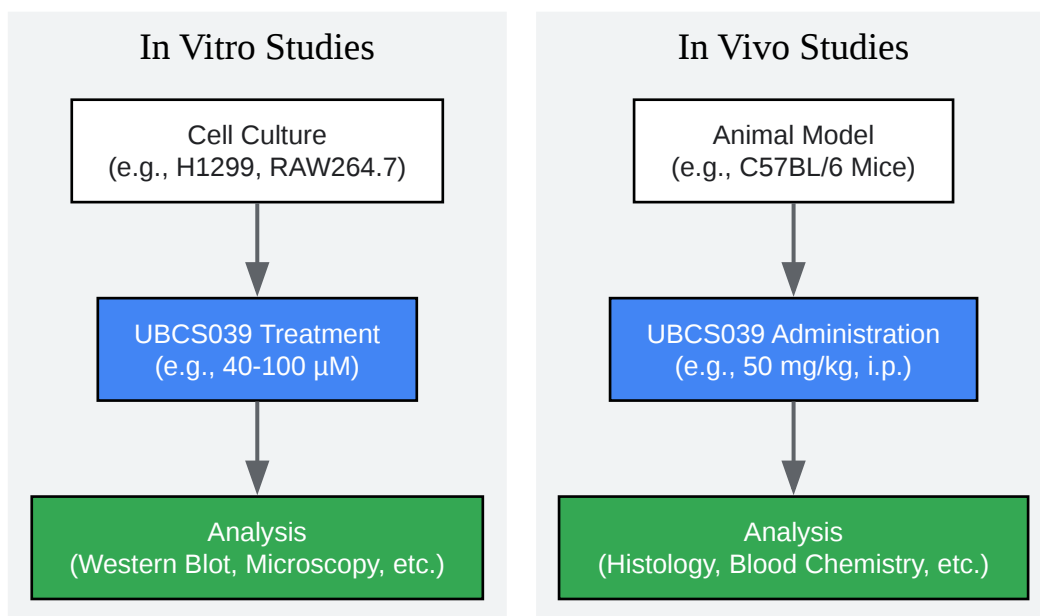 In Vitro Studies
Cell Culture
(e.g., H1299, RAW264.7)
UBCS039 Treatment
(e.g., 40-100 µM)
Analysis
(Western Blot, Microscopy, etc.)
In Vivo Studies
Animal Model
(e.g., C57BL/6 Mice)
UBCS039 Administration
(e.g., 50 mg/kg, i.p.)
Analysis
(Histology, Blood Chemistry, etc.)